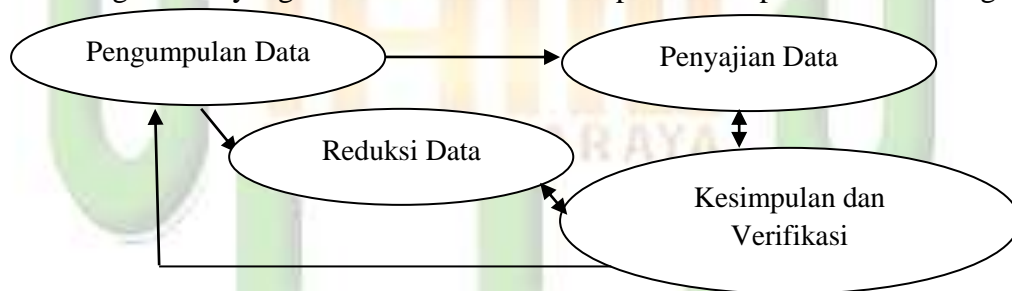 Pengumpulan Data
Penyajian Data
Reduksi Data
Kesimpulan dan
Verifikasi